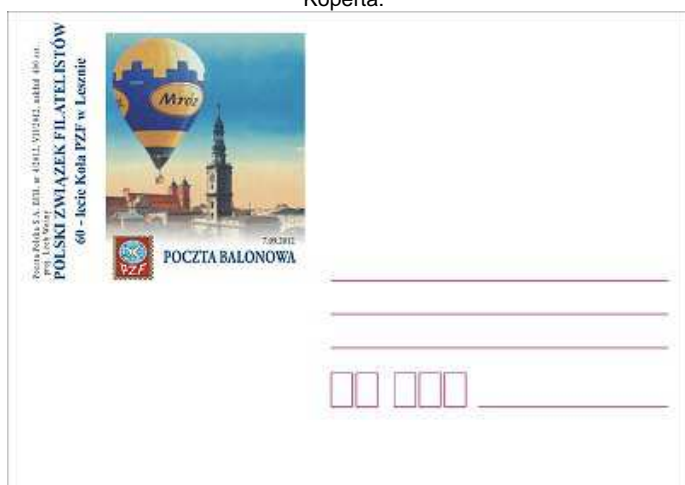 Koperta.
Poczta Polska S.A.
proj. Lech
POLSKI ZWIĄZEK FILATELISTÓW
60 - lecie Koła PZF w Lesznie
Mróz
7.09.2012
PZF
POCZTA BALONOWA